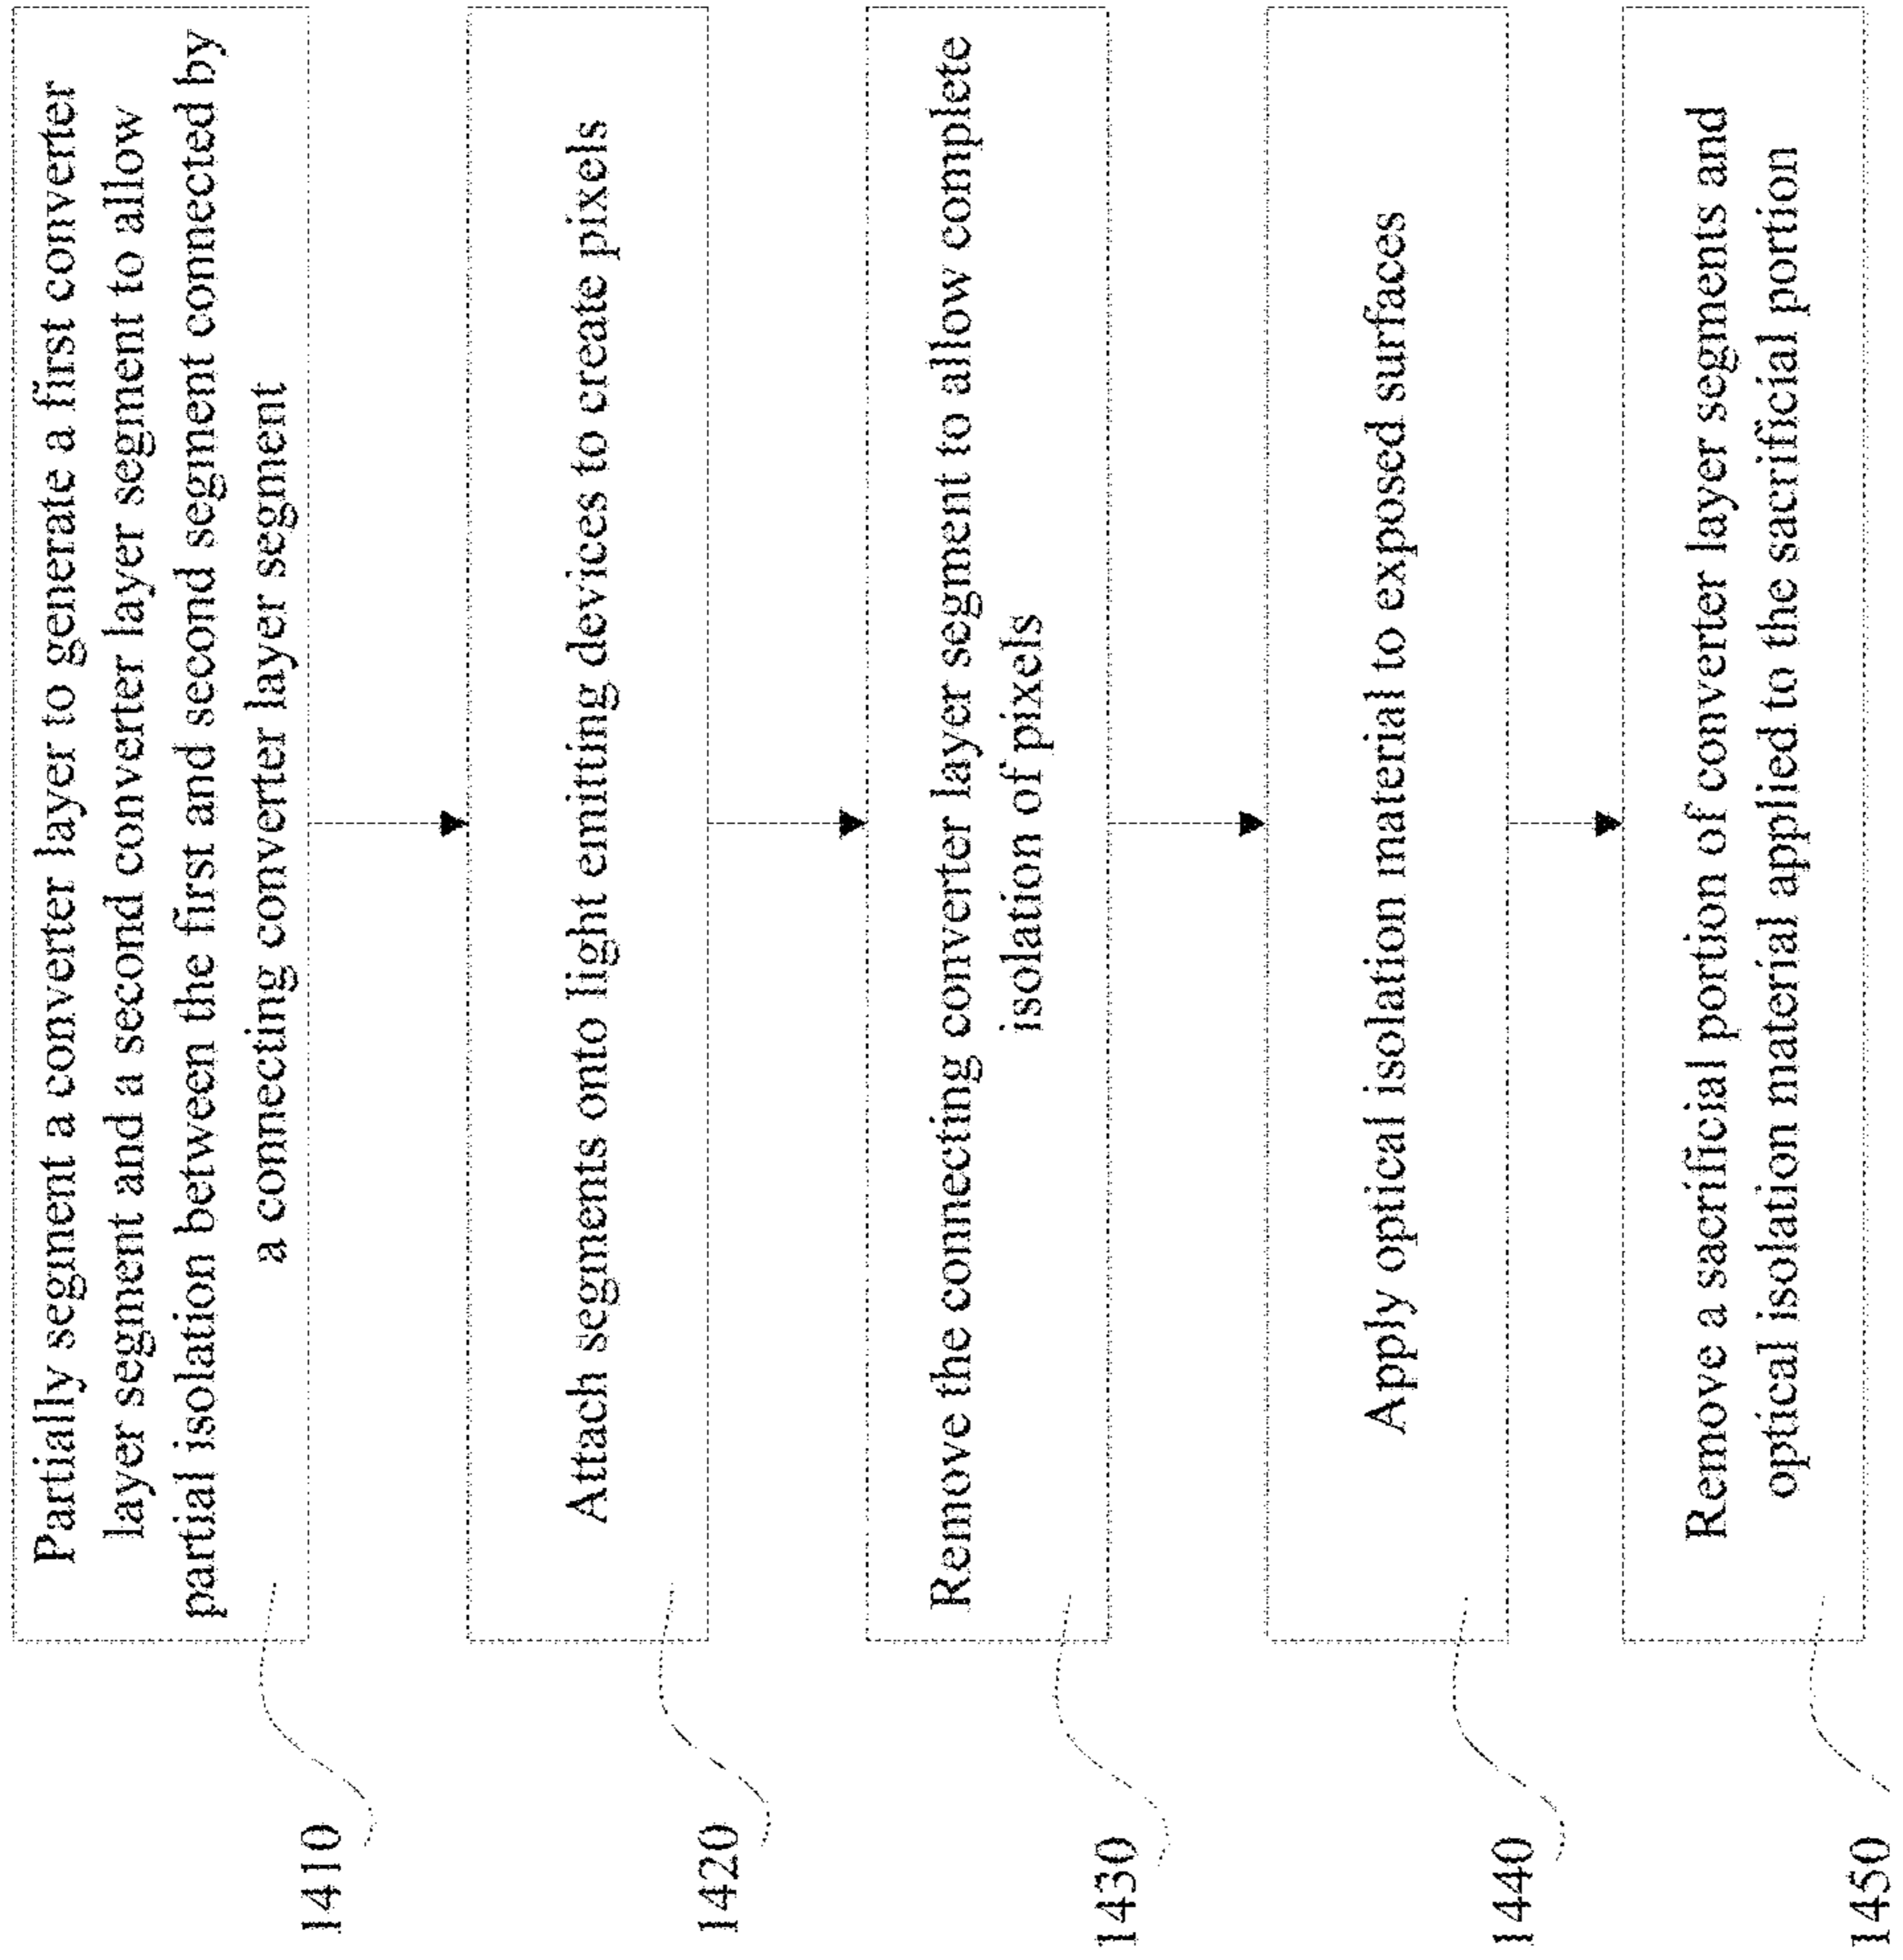 Partially segment a converter layer to generate a first converter
layer segment and a second converter layer segment to allow
partial isolation between the first and second segment connected by
a connecting converter layer segment
1410
Attach segments onto light emitting devices to create pixels
1420
Remove the connecting converter layer segment to allow complete
isolation of pixels
1430
Apply optical isolation material to exposed surfaces
1440
Remove a sacrificial portion of converter layer segments and
optical isolation material applied to the sacrificial portion
1450